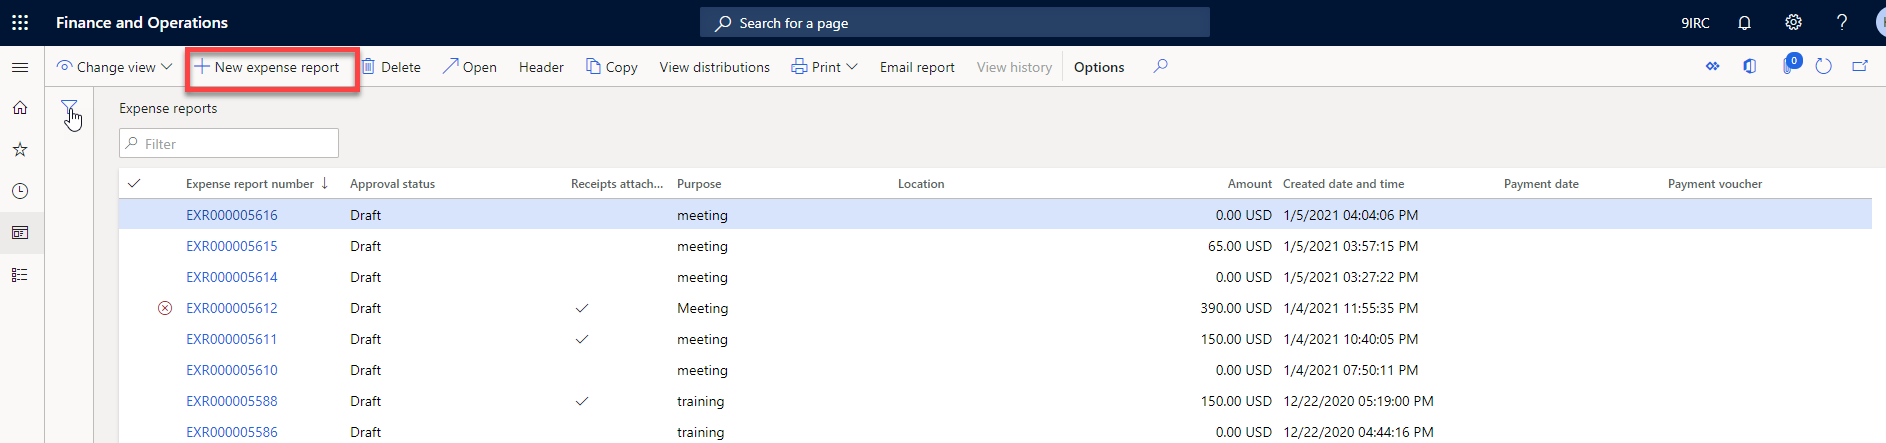 Finance and Operations Search for a page 9IRC ?
Change view New expense report Delete Open Header Copy View distributions Print Email report View history Options 0
Expense reports
Filter
Expense report number Approval status Receipts attach... Purpose Location Amount Created date and time Payment date Payment voucher
EXR000005616 Draft meeting 0.00 USD 1/5/2021 04:04:06 PM
EXR000005615 Draft meeting 65.00 USD 1/5/2021 03:57:15 PM
EXR000005614 Draft meeting 0.00 USD 1/5/2021 03:27:22 PM
EXR000005612 Draft Meeting 390.00 USD 1/4/2021 11:55:35 PM
EXR000005611 Draft meeting 150.00 USD 1/4/2021 10:40:05 PM
EXR000005610 Draft meeting 0.00 USD 1/4/2021 07:50:11 PM
EXR000005588 Draft training 150.00 USD 12/22/2020 05:19:00 PM
EXR000005586 Draft training 0.00 USD 12/22/2020 04:44:16 PM